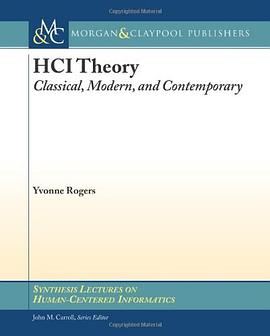 M
&C
MORGAN&CLAYPOOL PUBLISHERS
HCI Theory
Classical, Modern, and Contemporary
Yvonne Rogers
SYNTHESIS LECTURES ON
HUMAN-CENTERED INFORMATICS
John M. Carroll, Series Editor